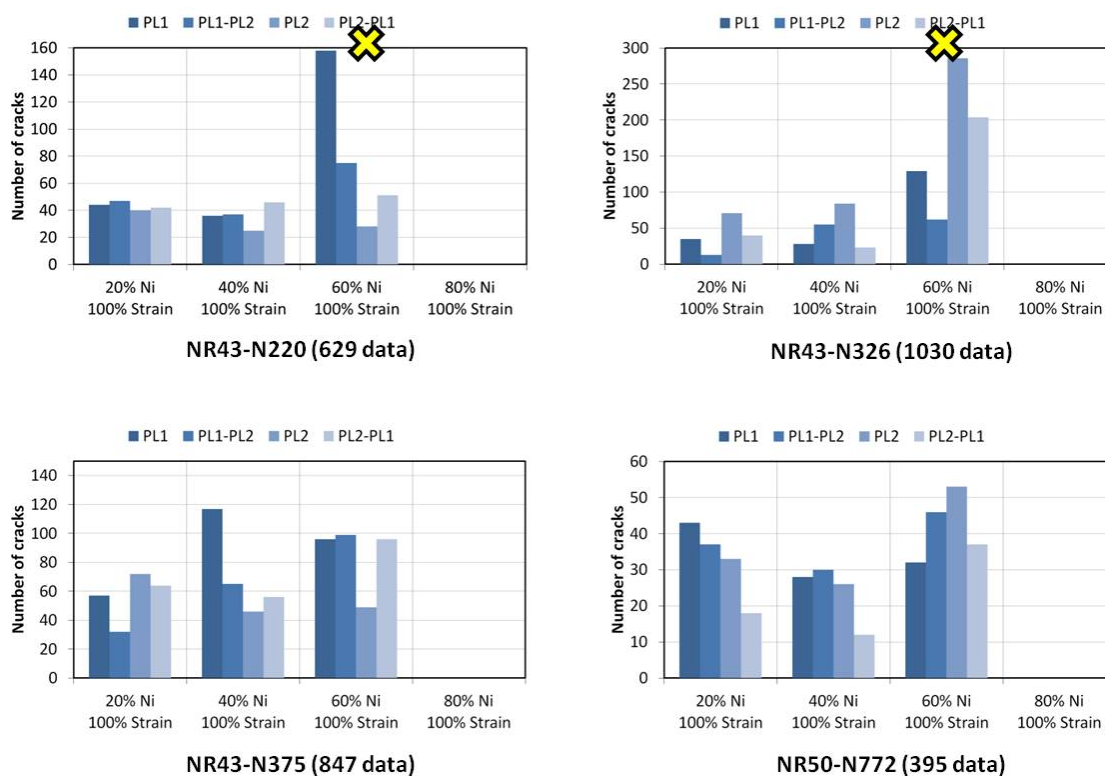 PL1 PL1-PL2 PL2 PL2-PL1
160
140
120
100
80
60
40
20
0
Number of cracks
20% Ni 40% Ni 60% Ni 80% Ni
100% Strain 100% Strain 100% Strain 100% Strain
NR43-N220 (629 data)
PL1 PL1-PL2 PL2 PL2-PL1
300
250
200
150
100
50
0
Number of cracks
20% Ni 40% Ni 60% Ni 80% Ni
100% Strain 100% Strain 100% Strain 100% Strain
NR43-N326 (1030 data)
PL1 PL1-PL2 PL2 PL2-PL1
140
120
100
80
60
40
20
0
Number of cracks
20% Ni 40% Ni 60% Ni 80% Ni
100% Strain 100% Strain 100% Strain 100% Strain
NR43-N375 (847 data)
PL1 PL1-PL2 PL2 PL2-PL1
60
50
40
30
20
10
0
Number of cracks
20% Ni 40% Ni 60% Ni 80% Ni
100% Strain 100% Strain 100% Strain 100% Strain
NR50-N772 (395 data)